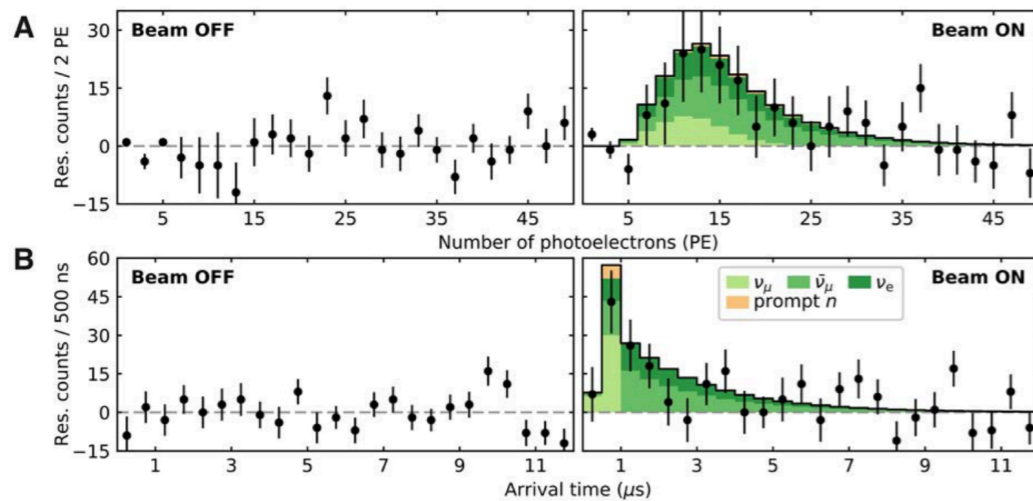 A
Res. counts / 2 PE
30
15
0
−15
Beam OFF
Beam ON
5 15 25 35 45
5 15 25 35 45
Number of photoelectrons (PE)
B
Res. counts / 500 ns
60
45
30
15
0
−15
Beam OFF
Beam ON
νμ ν̄μ νe
prompt n
1 3 5 7 9 11
1 3 5 7 9 11
Arrival time (μs)